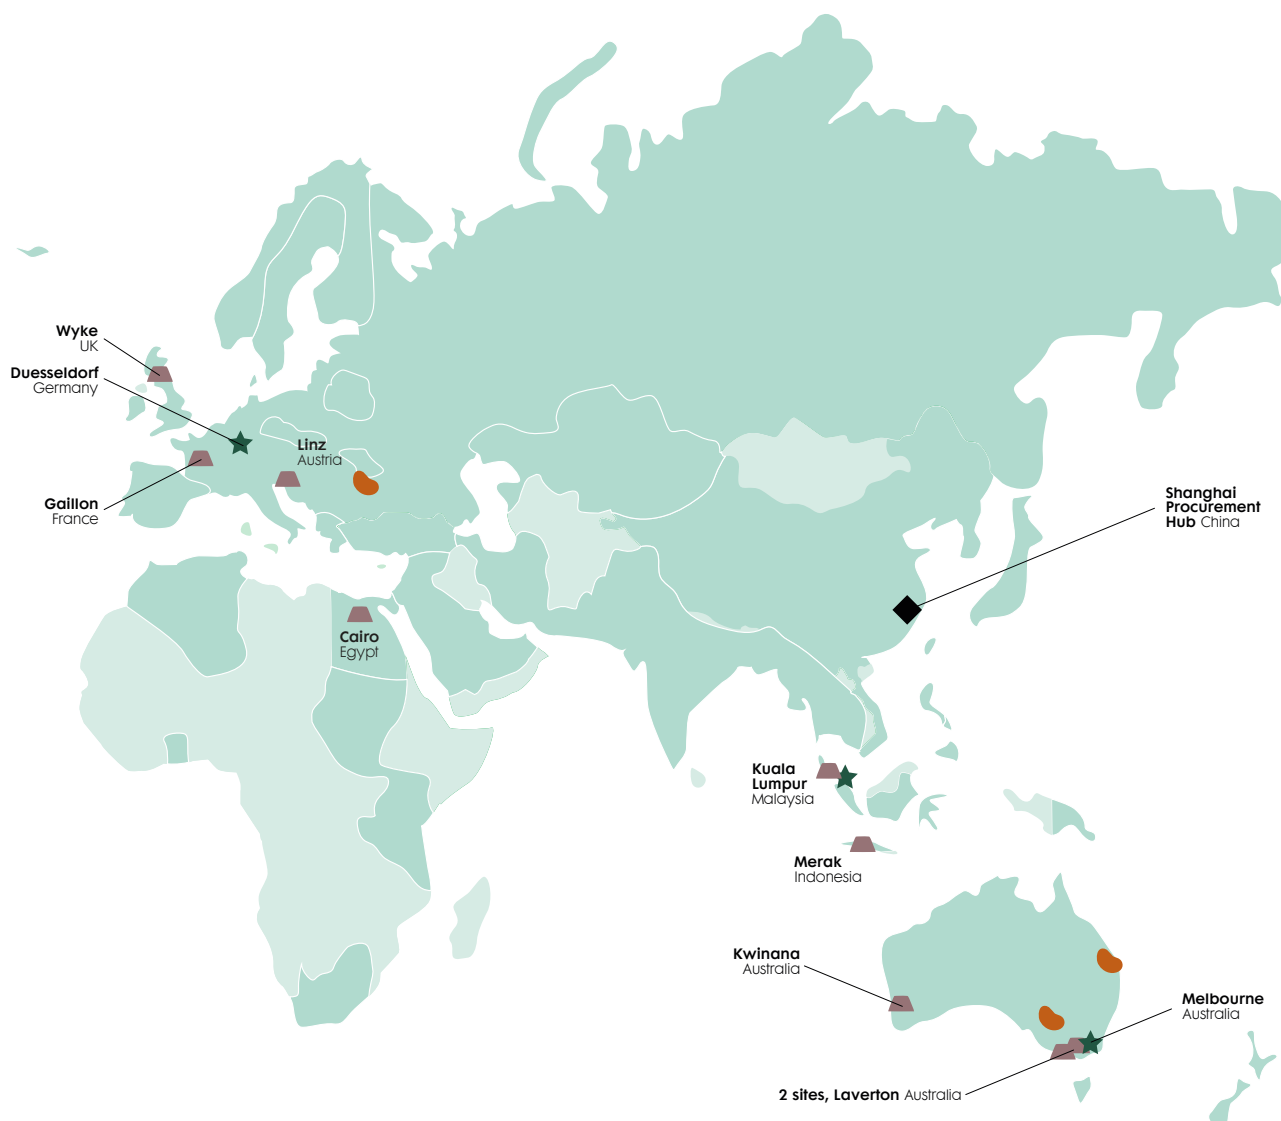 Wyke
UK
Duesseldorf
Germany
Linz
Austria
Gaillon
France
Shanghai
Procurement
Hub China
Cairo
Egypt
Kuala
Lumpur
Malaysia
Merak
Indonesia
Kwinana
Australia
Melbourne
Australia
2 sites, Laverton Australia